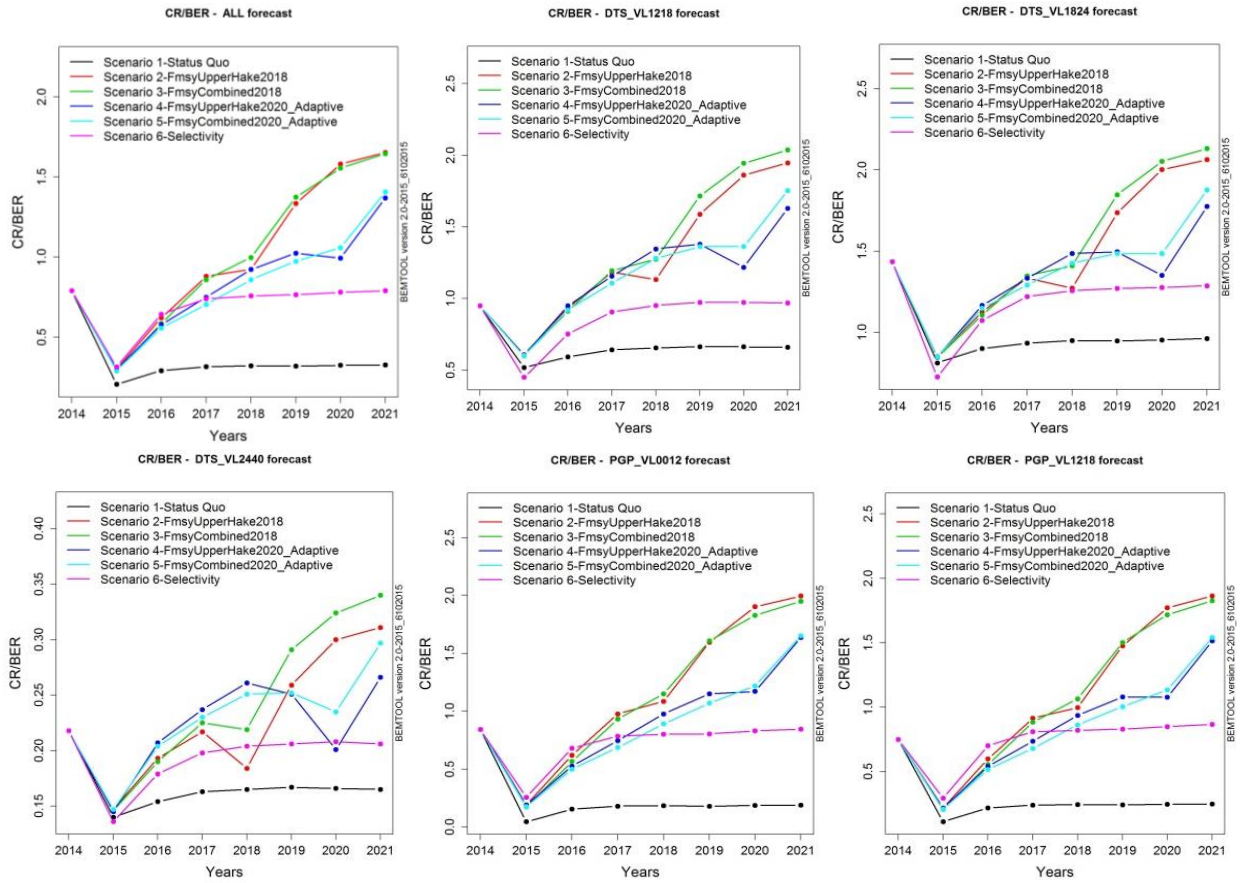 CR/BER - ALL forecast
CR/BER
2.0
1.5
1.0
0.5
Scenario 1-Status Quo
Scenario 2-FmsyUpperHake2018
Scenario 3-FmsyCombined2018
Scenario 4-FmsyUpperHake2020_Adaptive
Scenario 5-FmsyCombined2020_Adaptive
Scenario 6-Selectivity
BEMTOOL version 2.0-2015_6102015
2014 2015 2016 2017 2018 2019 2020 2021
Years
CR/BER - DTS_VL1218 forecast
CR/BER
2.5
2.0
1.5
1.0
0.5
Scenario 1-Status Quo
Scenario 2-FmsyUpperHake2018
Scenario 3-FmsyCombined2018
Scenario 4-FmsyUpperHake2020_Adaptive
Scenario 5-FmsyCombined2020_Adaptive
Scenario 6-Selectivity
BEMTOOL version 2.0-2015_6102015
2014 2015 2016 2017 2018 2019 2020 2021
Years
CR/BER - DTS_VL1824 forecast
CR/BER
2.5
2.0
1.5
1.0
Scenario 1-Status Quo
Scenario 2-FmsyUpperHake2018
Scenario 3-FmsyCombined2018
Scenario 4-FmsyUpperHake2020_Adaptive
Scenario 5-FmsyCombined2020_Adaptive
Scenario 6-Selectivity
BEMTOOL version 2.0-2015_6102015
2014 2015 2016 2017 2018 2019 2020 2021
Years
CR/BER - DTS_VL2440 forecast
CR/BER
0.40
0.35
0.30
0.25
0.20
0.15
Scenario 1-Status Quo
Scenario 2-FmsyUpperHake2018
Scenario 3-FmsyCombined2018
Scenario 4-FmsyUpperHake2020_Adaptive
Scenario 5-FmsyCombined2020_Adaptive
Scenario 6-Selectivity
BEMTOOL version 2.0-2015_6102015
2014 2015 2016 2017 2018 2019 2020 2021
Years
CR/BER - PGP_VL0012 forecast
CR/BER
2.5
2.0
1.5
1.0
0.5
0.0
Scenario 1-Status Quo
Scenario 2-FmsyUpperHake2018
Scenario 3-FmsyCombined2018
Scenario 4-FmsyUpperHake2020_Adaptive
Scenario 5-FmsyCombined2020_Adaptive
Scenario 6-Selectivity
BEMTOOL version 2.0-2015_6102015
2014 2015 2016 2017 2018 2019 2020 2021
Years
CR/BER - PGP_VL1218 forecast
CR/BER
2.5
2.0
1.5
1.0
0.5
Scenario 1-Status Quo
Scenario 2-FmsyUpperHake2018
Scenario 3-FmsyCombined2018
Scenario 4-FmsyUpperHake2020_Adaptive
Scenario 5-FmsyCombined2020_Adaptive
Scenario 6-Selectivity
BEMTOOL version 2.0-2015_6102015
2014 2015 2016 2017 2018 2019 2020 2021
Years